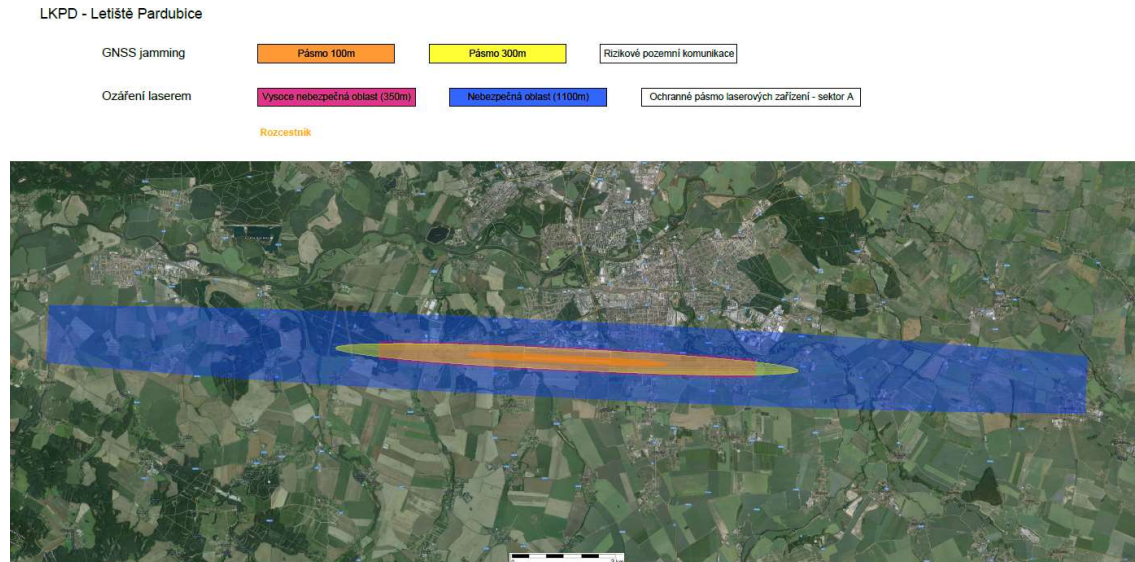 LKPD - Letiště Pardubice
GNSS jamming
Pásmo 100m
Pásmo 300m
Rizikové pozemní komunikace
Ozáření laserem
Vysoce nebezpečná oblast (350m)
Nebezpečná oblast (1100m)
Ochranné pásmo laserových zařízení - sektor A
Rozcestník